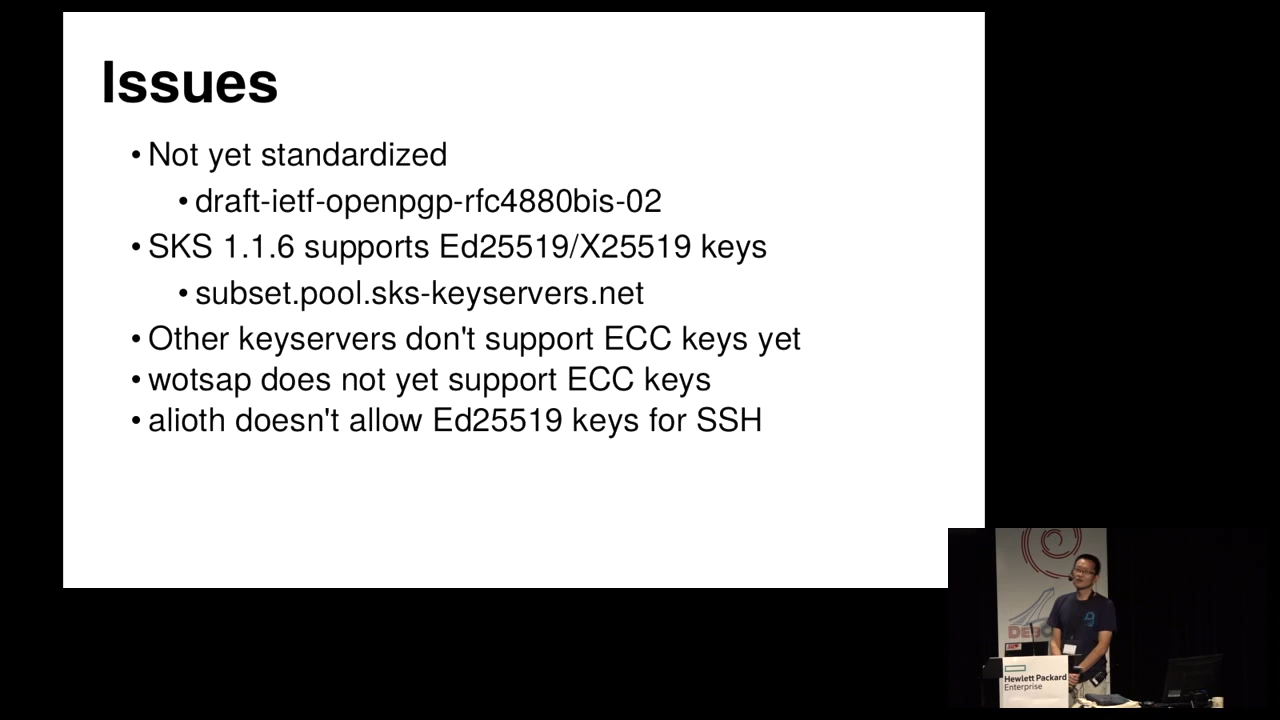 Issues
• Not yet standardized
• draft-ietf-openpgp-rfc4880bis-02
• SKS 1.1.6 supports Ed25519/X25519 keys
• subset.pool.sks-keyservers.net
• Other keyservers don't support ECC keys yet
• wotsap does not yet support ECC keys
• alioth doesn't allow Ed25519 keys for SSH
Hewlett Packard
Enterprise